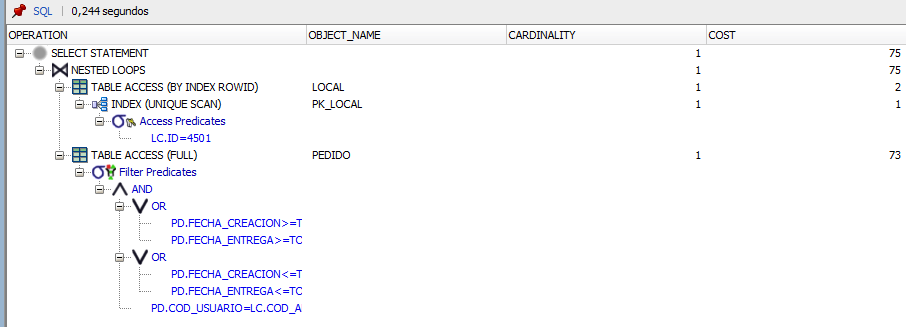 SQL | 0,244 segundos
OPERATION OBJECT_NAME CARDINALITY COST
SELECT STATEMENT 1 75
NESTED LOOPS 1 75
TABLE ACCESS (BY INDEX ROWID) LOCAL 1 2
INDEX (UNIQUE SCAN) PK_LOCAL 1 1
Access Predicates
LC.ID=4501
TABLE ACCESS (FULL) PEDIDO 1 73
Filter Predicates
AND
OR
PD.FECHA_CREACION>=T
PD.FECHA_ENTREGA>=TO
OR
PD.FECHA_CREACION<=T
PD.FECHA_ENTREGA<=TO
PD.COD_USUARIO=LC.COD_A